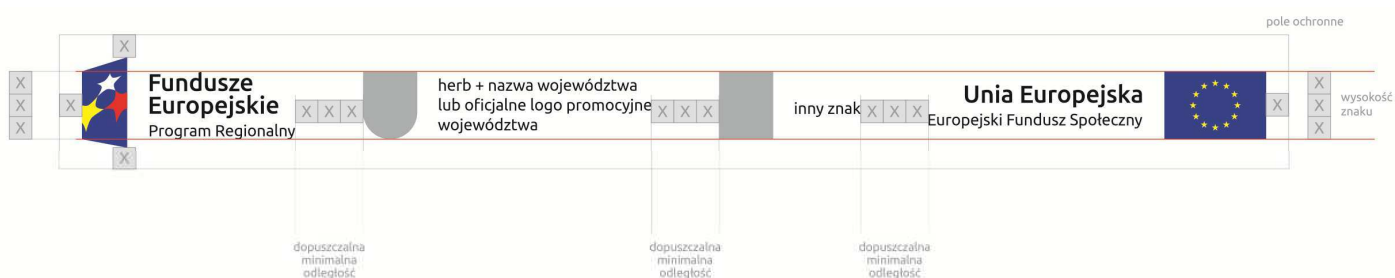 pole ochronne
X
X
X
X
X
X
Fundusze
Europejskie
Program Regionalny
X X X
herb + nazwa województwa
lub oficjalne logo promocyjne
województwa
X X X
inny znak
X X X
Unia Europejska
Europejski Fundusz Społeczny
X
X
X
X
wysokość
znaku
dopuszczalna
minimalna
odległość
dopuszczalna
minimalna
odległość
dopuszczalna
minimalna
odległość